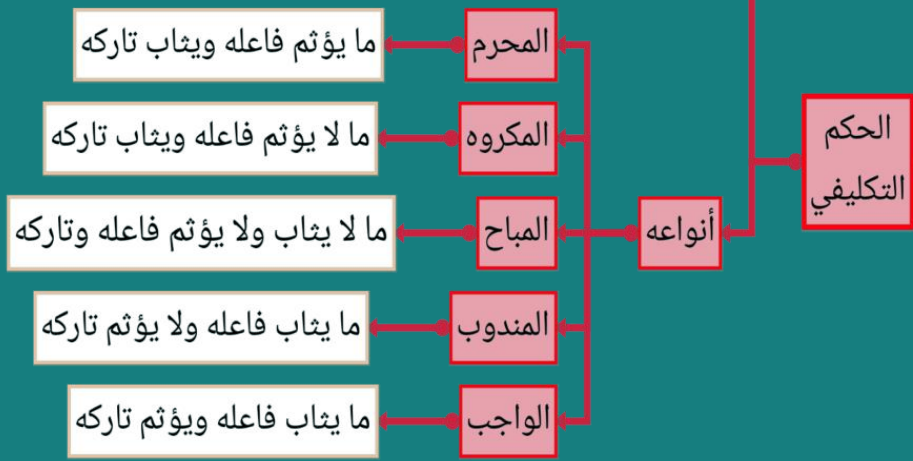 الحكم
التكليفي
أنواعه
المحرم
ما يؤثم فاعله ويثاب تاركه
المكروه
ما لا يؤثم فاعله ويثاب تاركه
المباح
ما لا يثاب ولا يؤثم فاعله وتاركه
المندوب
ما يثاب فاعله ولا يؤثم تاركه
الواجب
ما يثاب فاعله ويؤثم تاركه